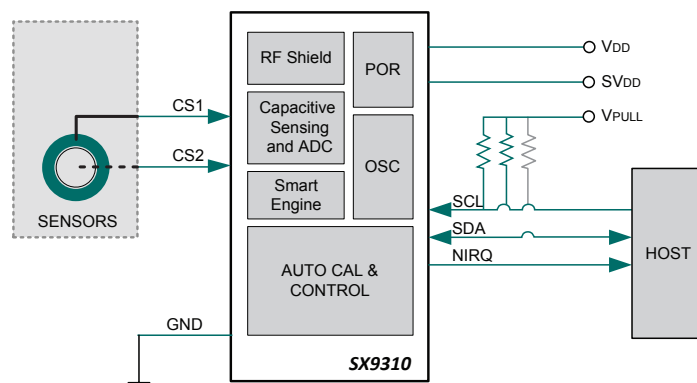 RF Shield
POR
VDD
SVDD
VPULL
CS1
Capacitive
Sensing
and ADC
CS2
OSC
Smart
Engine
SENSORS
SCL
SDA
NIRQ
HOST
AUTO CAL &
CONTROL
GND
SX9310